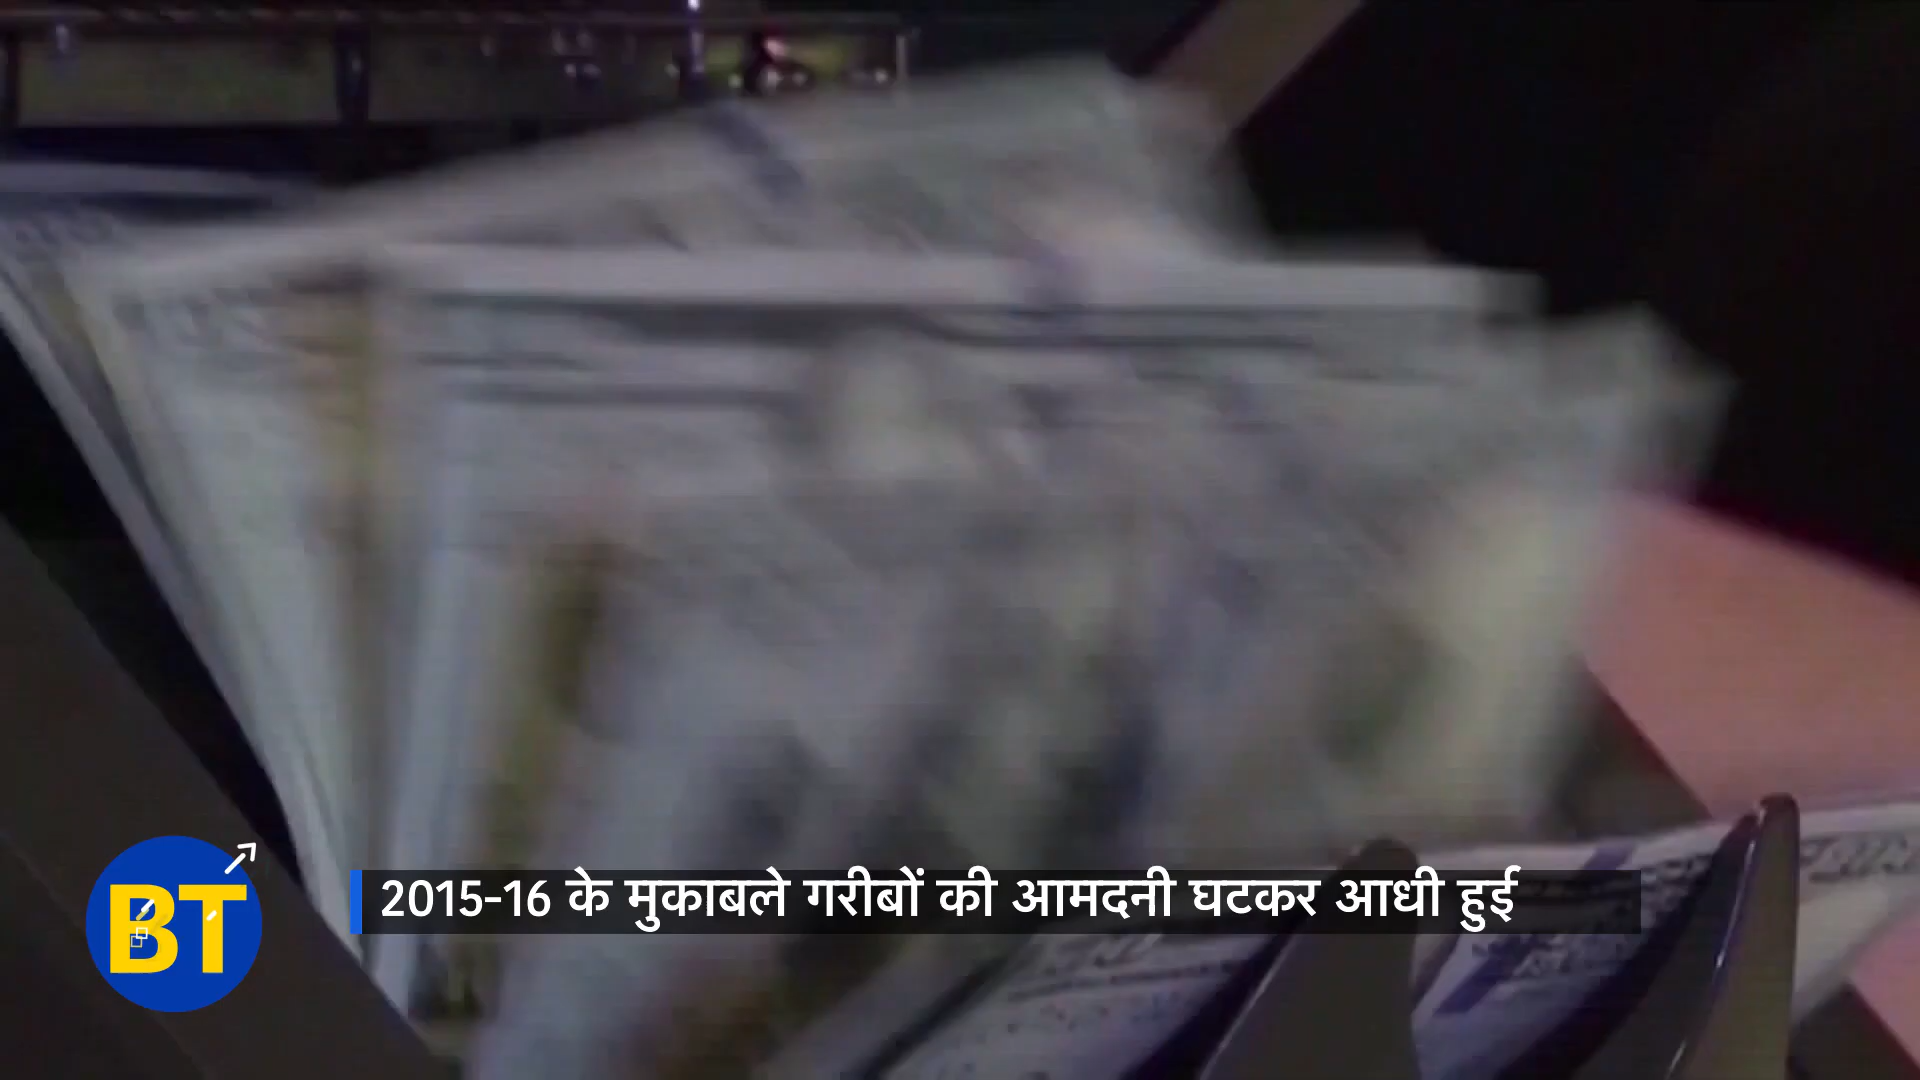 BT
2015-16 के मुकाबले गरीबों की आमदनी घटकर आधी हुई